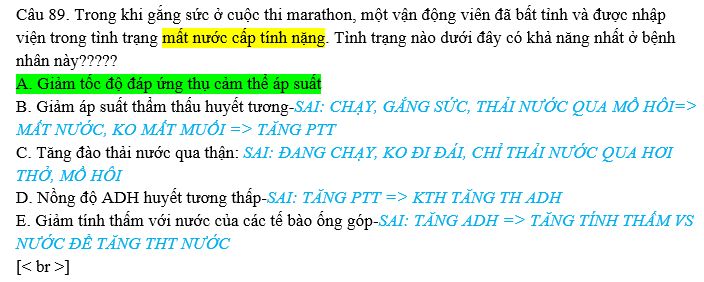 Câu 89. Trong khi gắng sức ở cuộc thi marathon, một vận động viên đã bất tỉnh và được nhập
viện trong tình trạng mất nước cấp tính nặng. Tình trạng nào dưới đây có khả năng nhất ở bệnh
nhân này?????
A. Giảm tốc độ đáp ứng thụ cảm thể áp suất
B. Giảm áp suất thẩm thấu huyết tương-SAI: CHẠY, GẮNG SỨC, THẢI NƯỚC QUA MỒ HÔI=>
MẤT NƯỚC, KO MẤT MUỐI => TĂNG PTT
C. Tăng đào thải nước qua thận: SAI: ĐANG CHẠY, KO ĐI ĐÁI, CHỈ THẢI NƯỚC QUA HƠI
THỞ, MỒ HÔI
D. Nồng độ ADH huyết tương thấp-SAI: TĂNG PTT => KTH TĂNG TH ADH
E. Giảm tính thấm với nước của các tế bào ống góp-SAI: TĂNG ADH => TĂNG TÍNH THẤM VS
NƯỚC ĐỂ TĂNG THT NƯỚC
[< br >]